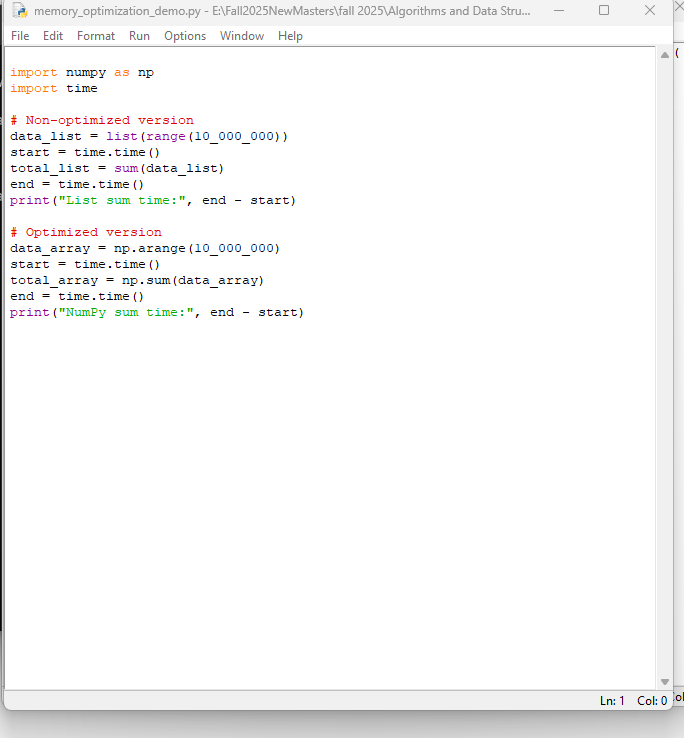 memory_optimization_demo.py - E:\Fall2025NewMasters\fall 2025\Algorithms and Data Stru...
File Edit Format Run Options Window Help
(
import numpy as np
import time
# Non-optimized version
data_list = list(range(10_000_000))
start = time.time()
total_list = sum(data_list)
end = time.time()
print("List sum time:", end - start)
# Optimized version
data_array = np.arange(10_000_000)
start = time.time()
total_array = np.sum(data_array)
end = time.time()
print("NumPy sum time:", end - start)
Ln: 1 Col: 0